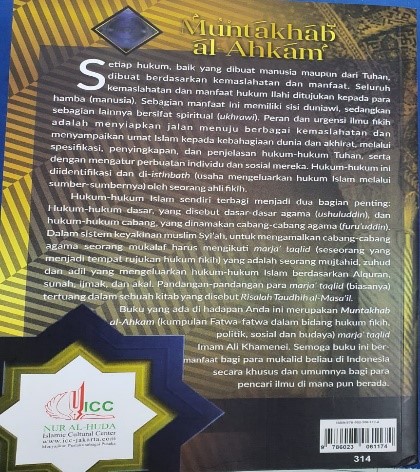 Muntakhab
al-Ahkam
Setiap hukum, baik yang dibuat manusia maupun dari Tuhan,
dibuat berdasarkan kemaslahatan dan manfaat. Seluruh
kemaslahatan dan manfaat hukum Ilahi ditujukan kepada para
hamba (manusia). Sebagian manfaat ini memiliki sisi duniawi, sedangkan
sebagian lainnya bersifat spiritual (ukhrawi). Peran dan urgensi ilmu fikih
adalah menyiapkan jalan menuju berbagai kemaslahatan dan
menyampaikan umat Islam kepada kebahagiaan dunia dan akhirat, melalui
spesifikasi, penyingkapan, dan penjelasan hukum-hukum Tuhan, serta
dengan mengatur perbuatan individu dan sosial mereka. Hukum-hukum ini
diidentifikasi dan di-istinbath (usaha mengeluarkan hukum Islam melalui
sumber-sumbernya) oleh seorang ahli fikih.
Hukum-hukum Islam sendiri terbagi menjadi dua bagian penting:
Hukum-hukum dasar, yang disebut dasar-dasar agama (ushuluddin), dan
hukum-hukum cabang, yang dinamakan cabang-cabang agama (furu'uddin).
Dalam sistem keyakinan muslim Syi'ah, untuk mengamalkan cabang-cabang
agama seorang mukalaf harus mengikuti marja' taqlid (seseorang yang
menjadi tempat rujukan hukum fikih) yang adalah seorang mujtahid, zuhud
dan adil yang mengeluarkan hukum-hukum Islam berdasarkan Alquran,
sunah, ijmak, dan akal. Pandangan-pandangan para marja' taqlid (biasanya)
tertuang dalam sebuah kitab yang disebut Risalah Taudhih al-Masa'il.
Buku yang ada di hadapan Anda ini merupakan Muntakhab
al-Ahkam (kumpulan Fatwa-fatwa dalam bidang hukum fikih,
politik, sosial dan budaya) marja' taqlid
Imam Ali Khamenei. Semoga buku ini ber-
manfaat bagi para mukalid beliau di Indonesia
secara khusus dan umumnya bagi para
pencari ilmu di mana pun berada.
ICC
NUR AL-HUDA
Islamic Cultural Center
www.icc-jakarta.com
9 786023 061174
314